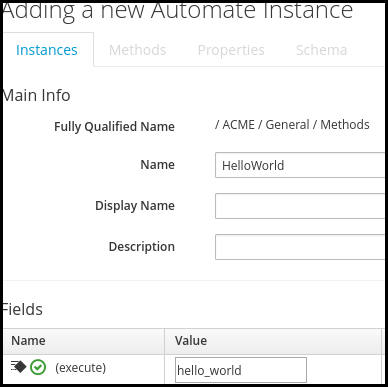 Adding a new Automate Instance
Instances Methods Properties Schema
Main Info
Fully Qualified Name / ACME / General / Methods
Name HelloWorld
Display Name
Description
Fields
Name Value
(execute) hello_world